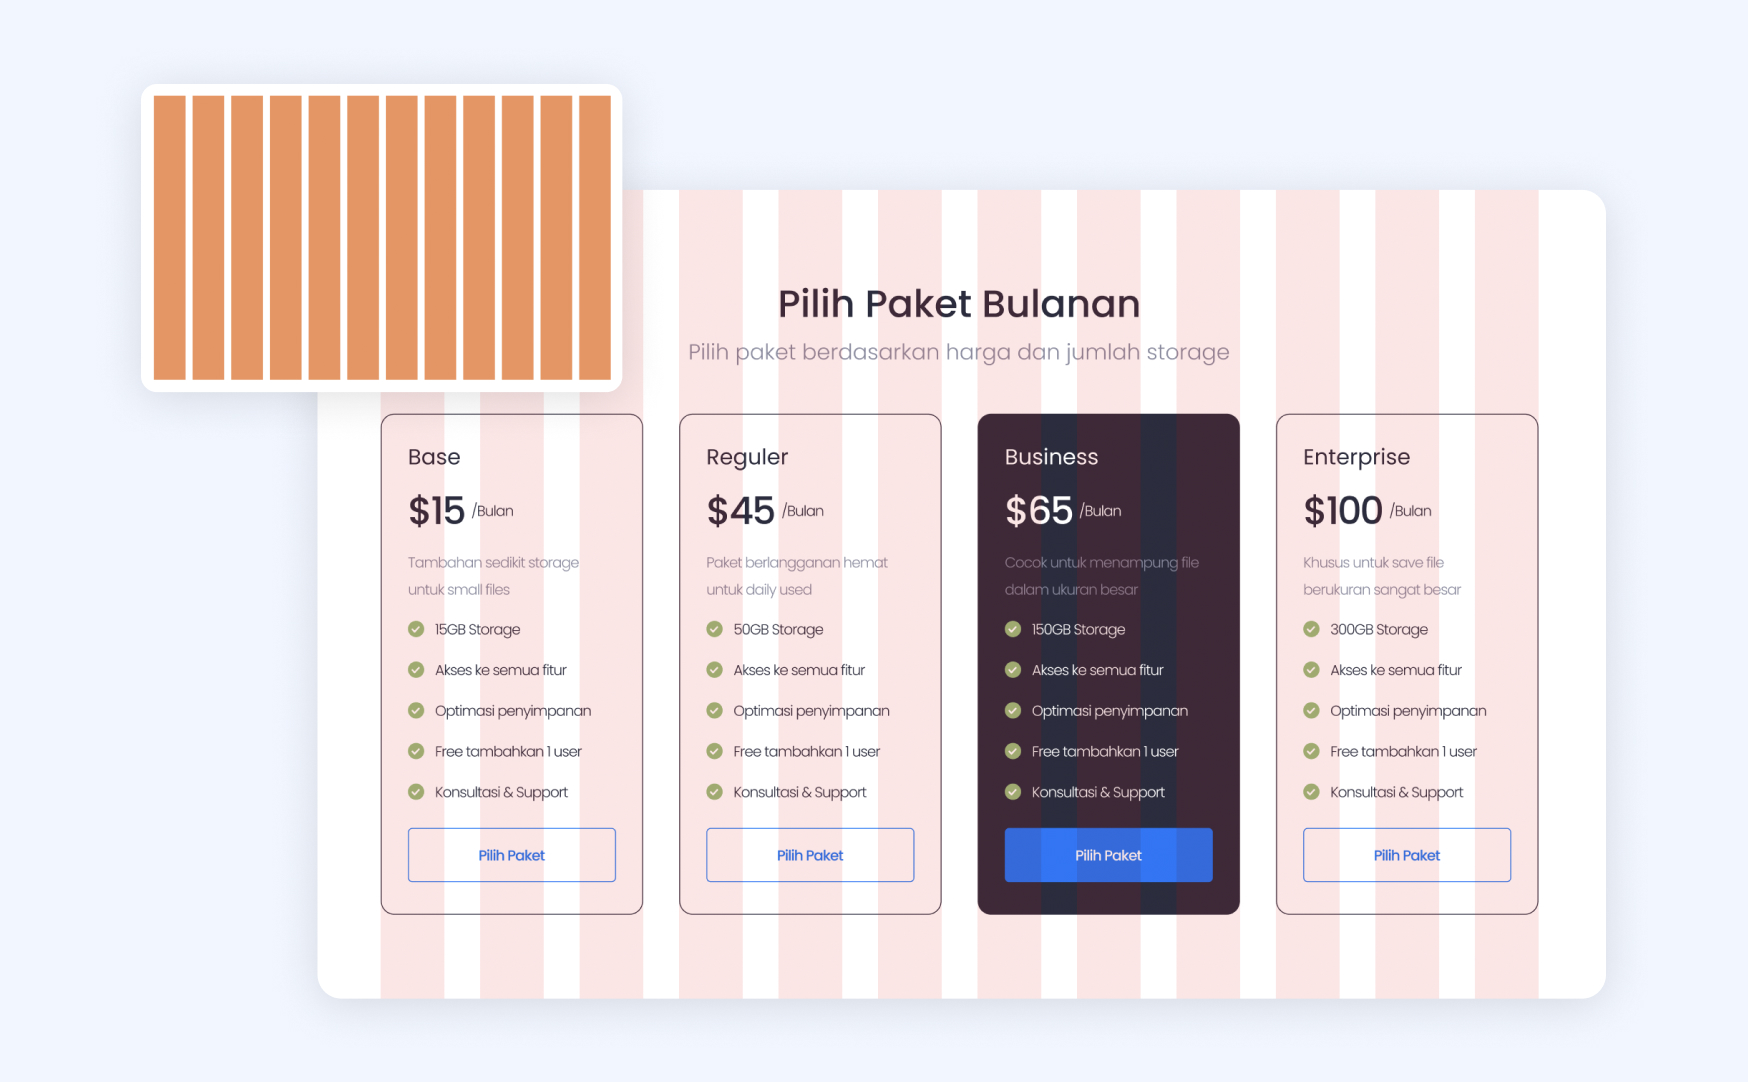 Pilih Paket Bulanan
Pilih paket berdasarkan harga dan jumlah storage
Base
$15 /Bulan
Tambahan sedikit storage
untuk small files
15GB Storage
Akses ke semua fitur
Optimasi penyimpanan
Free tambahkan 1 user
Konsultasi & Support
Pilih Paket
Reguler
$45 /Bulan
Paket berlangganan hemat
untuk daily used
50GB Storage
Akses ke semua fitur
Optimasi penyimpanan
Free tambahkan 1 user
Konsultasi & Support
Pilih Paket
Business
$65 /Bulan
Cocok untuk menampung file
dalam ukuran besar
150GB Storage
Akses ke semua fitur
Optimasi penyimpanan
Free tambahkan 1 user
Konsultasi & Support
Pilih Paket
Enterprise
$100 /Bulan
Khusus untuk save file
berukuran sangat besar
300GB Storage
Akses ke semua fitur
Optimasi penyimpanan
Free tambahkan 1 user
Konsultasi & Support
Pilih Paket